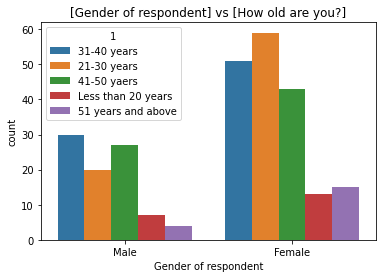 [Gender of respondent] vs [How old are you?]
1
31-40 years
21-30 years
41-50 yaers
Less than 20 years
51 years and above
60
50
40
30
20
10
0
count
Male
Female
Gender of respondent